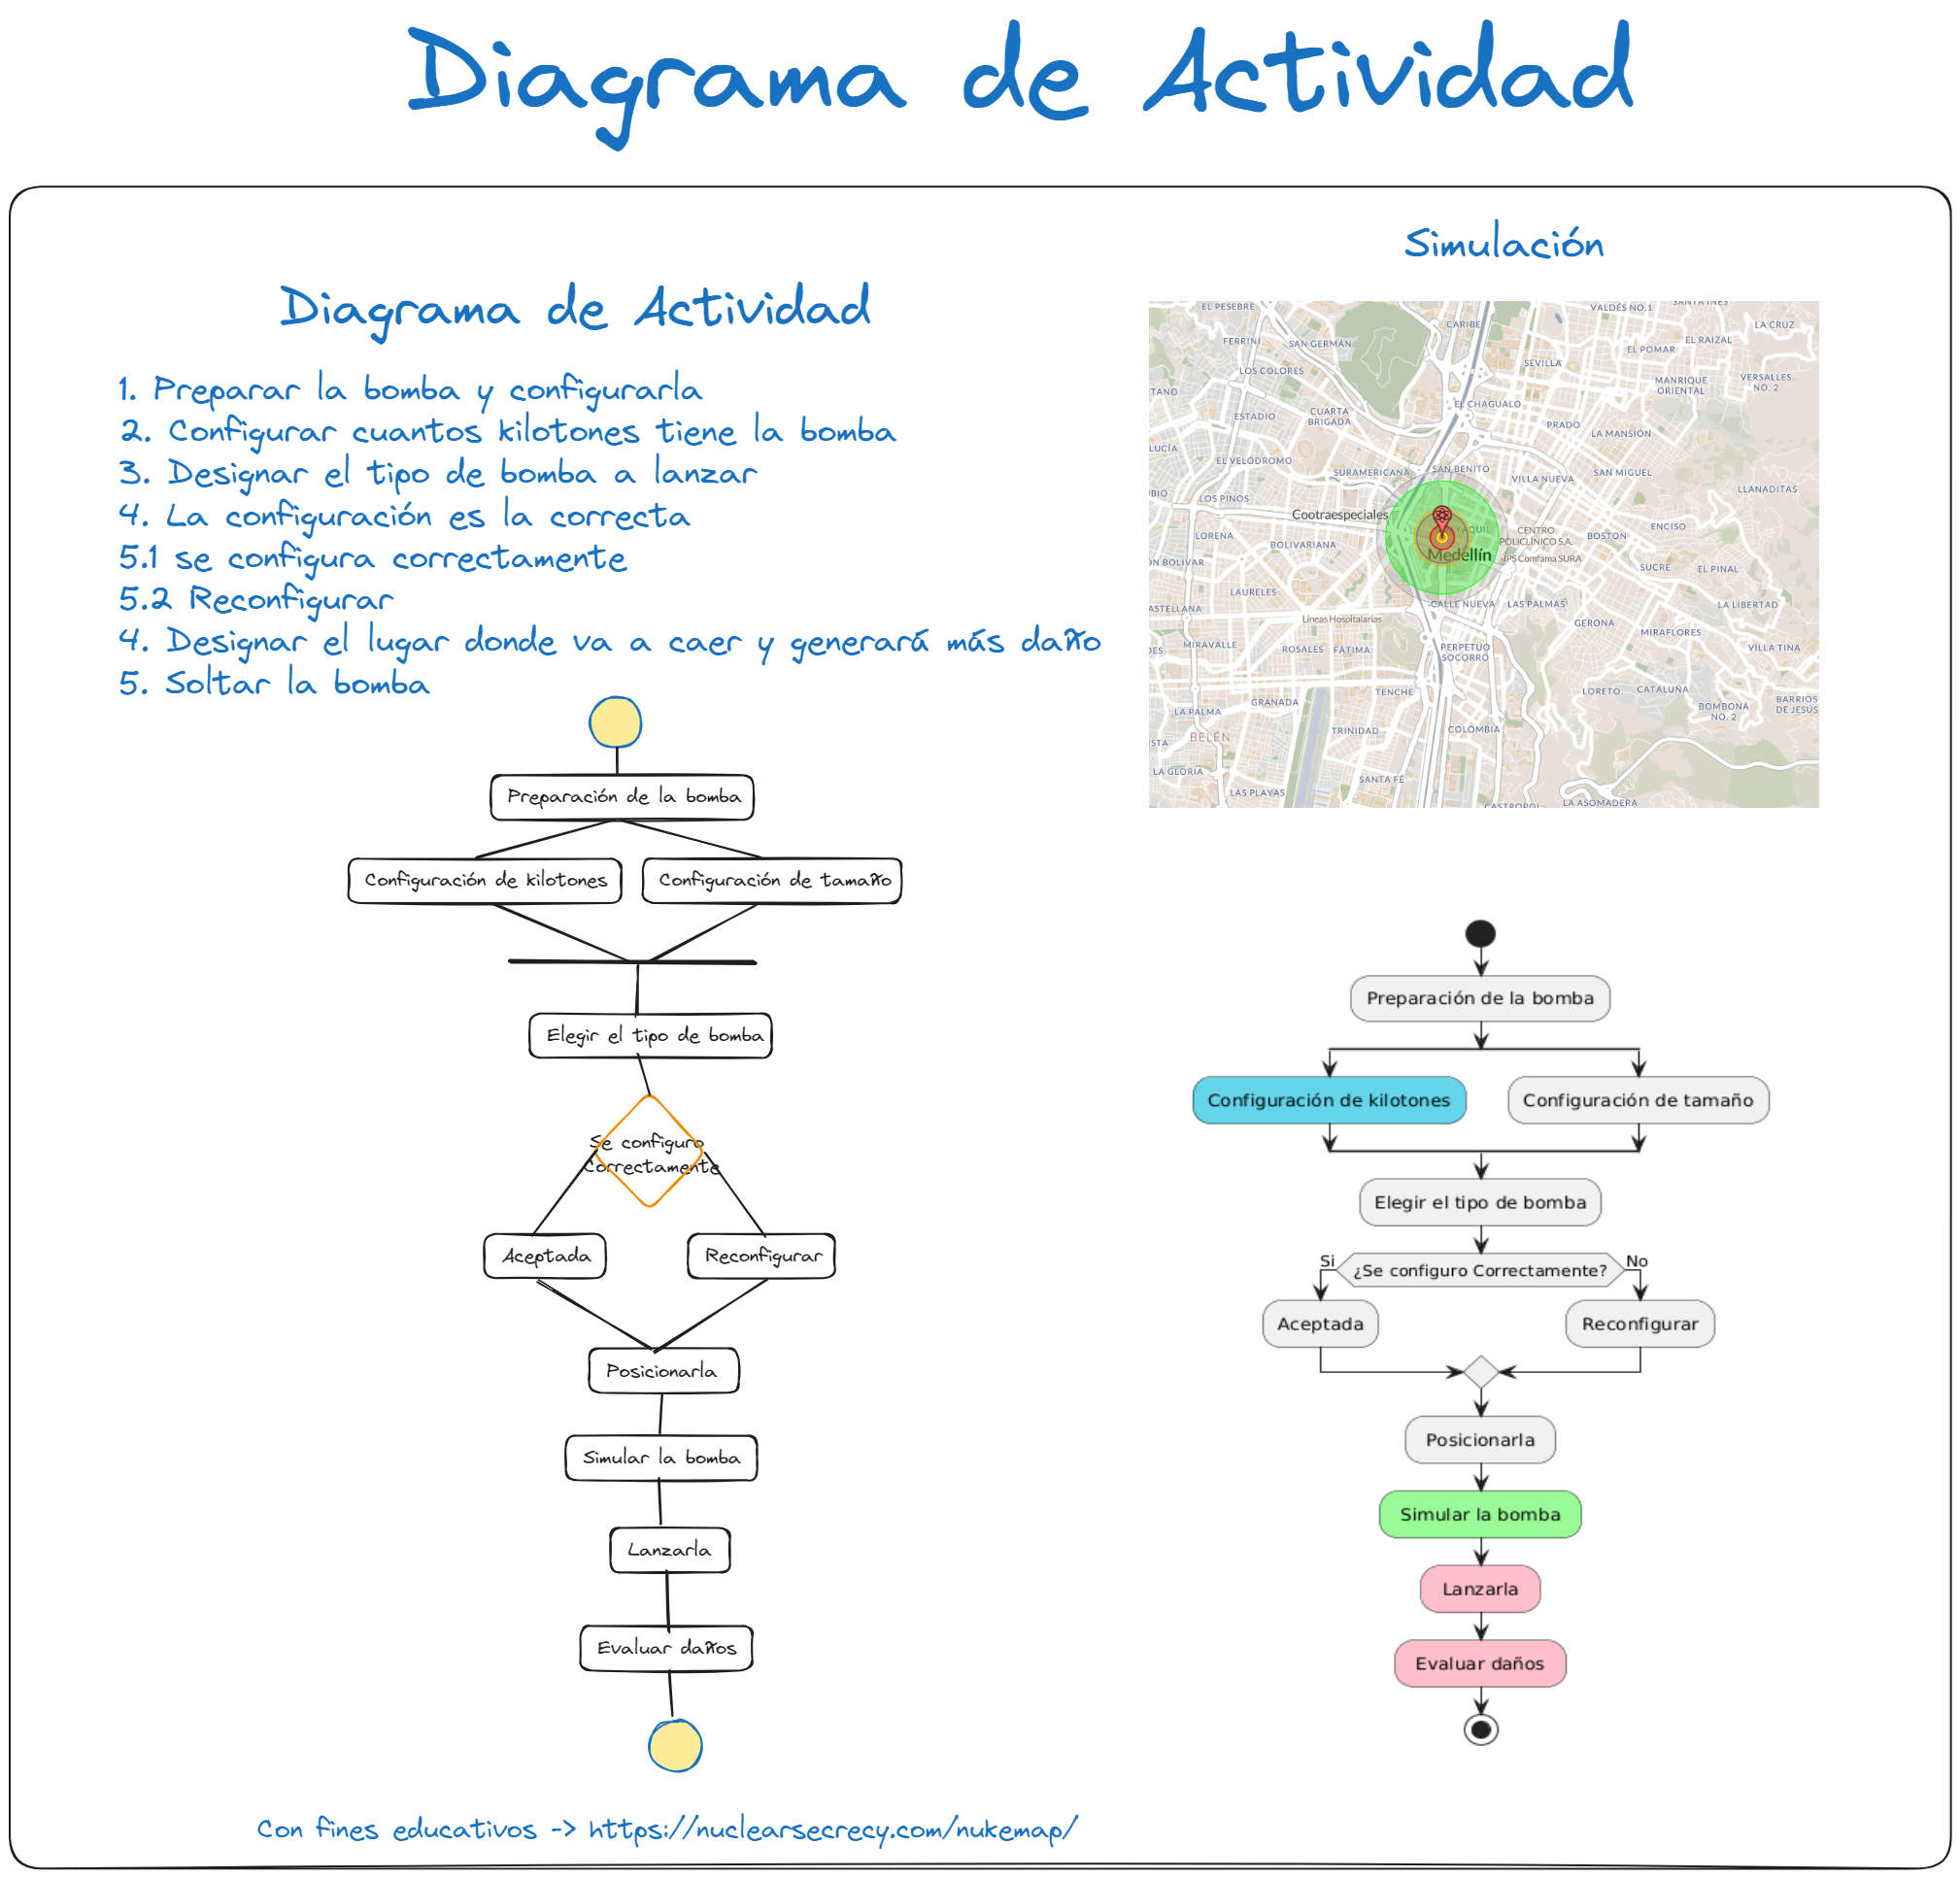 Diagrama de Actividad
Diagrama de Actividad
1. Preparar la bomba y configurarla
2. Configurar cuantos kilotones tiene la bomba
3. Designar el tipo de bomba a lanzar
4. La configuración es la correcta
5.1 se configura correctamente
5.2 Reconfigurar
4. Designar el lugar donde va a caer y generará más daño
5. Soltar la bomba
Preparación de la bomba
Configuración de kilotones
Configuración de tamaño
Elegir el tipo de bomba
Se configuro
Correctamente
Aceptada
Reconfigurar
Posicionarla
Simular la bomba
Lanzarla
Evaluar daños
Con fines educativos -> https://nuclearsecrecy.com/nukemap/
Simulación
EL PESEBRE
VALDÉS NO.1
SANTA INÉS
CARIBE
LA CRUZ
FERRINI
SAN GERMÁN
EL RAIZAL
EL POMAR
SEVILLA
LOS COLORES
MANRIQUE
ORIENTAL
VERSALLES
NO. 2
TANO
EL CHAGUALO
ESTADIO
CUARTA
BRIGADA
PRADO
LA MANSIÓN
LUCÍA
EL VELÓDROMO
SURAMERICANA
SAN BENITO
VILLA NUEVA
SAN MIGUEL
BIO
LOS PINOS
LLANADITAS
Cootraespeciales
YAQUIL
CENTRO
POLICLÍNICO S.A.
ENCISO
LORENA
BOLIVARIANA
BOSTON
Medellín
IPS Comfama SURA
ÓN BOLIVAR
SUCRE
EL PINAL
LAURELES
ASTELLANA
CALLE NUEVA
LAS PALMAS
LA LIBERTAD
Líneas Hospitalarias
GERONA
MIRAFLORES
DES
MIRAVALLE
ROSALES
FÁTIMA
PERPETUO
SOCORRO
VILLA TINA
TENCHE
LORETO
CATALUÑA
GRANADA
BOMBONÁ
NO. 2
BARRIOS
DE JESÚS
LA PALMA
TRINIDAD
COLOMBIA
ISTA
BELÉN
LA GLORIA
SANTA FÉ
LAS PLAYAS
CASTROPOL
LA ASOMADERA
Preparación de la bomba
Configuración de kilotones
Configuración de tamaño
Elegir el tipo de bomba
Si
¿Se configuro Correctamente?
No
Aceptada
Reconfigurar
Posicionarla
Simular la bomba
Lanzarla
Evaluar daños